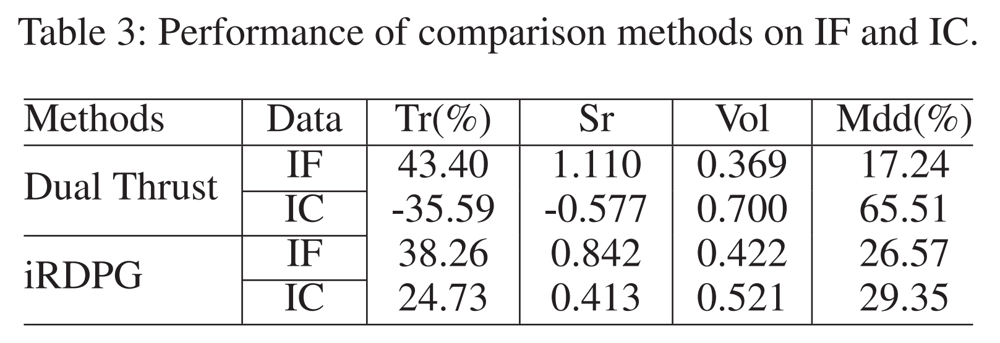 Table 3: Performance of comparison methods on IF and IC.
Methods Data Tr(%) Sr Vol Mdd(%)
Dual Thrust IF 43.40 1.110 0.369 17.24
IC -35.59 -0.577 0.700 65.51
iRDPG IF 38.26 0.842 0.422 26.57
IC 24.73 0.413 0.521 29.35